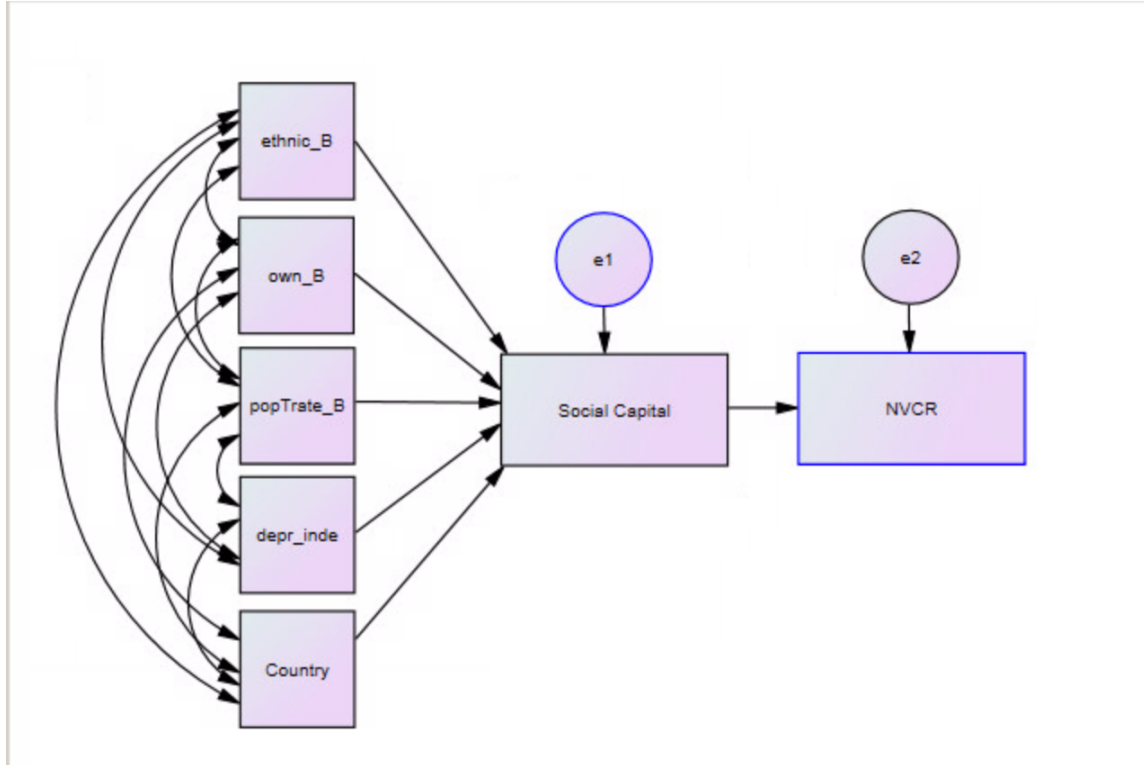 ethnic_B
own_B
popTrate_B
depr_inde
Country
e1
Social Capital
e2
NVCR